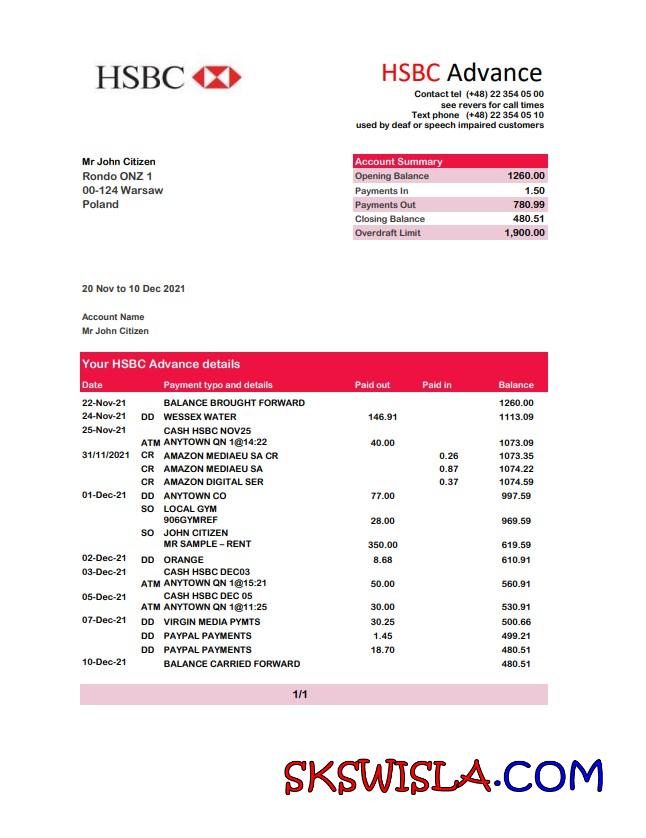 HSBC
HSBC Advance
Contact tel (+48) 22 354 05 00
see revers for call times
Text phone (+48) 22 354 05 10
used by deaf or speech impaired customers
Mr John Citizen
Rondo ONZ 1
00-124 Warsaw
Poland
Account Summary
Opening Balance 1260.00
Payments In 1.50
Payments Out 780.99
Closing Balance 480.51
Overdraft Limit 1,900.00
20 Nov to 10 Dec 2021
Account Name
Mr John Citizen
Your HSBC Advance details
Date Payment typo and details Paid out Paid in Balance
22-Nov-21 BALANCE BROUGHT FORWARD 1260.00
24-Nov-21 DD WESSEX WATER 146.91 1113.09
25-Nov-21 CASH HSBC NOV25
ATM ANYTOWN QN 1@14:22 40.00 1073.09
31/11/2021 CR AMAZON MEDIAEU SA CR 0.26 1073.35
CR AMAZON MEDIAEU SA 0.87 1074.22
CR AMAZON DIGITAL SER 0.37 1074.59
01-Dec-21 DD ANYTOWN CO 77.00 997.59
SO LOCAL GYM
906GYMREF 28.00 969.59
SO JOHN CITIZEN
MR SAMPLE – RENT 350.00 619.59
02-Dec-21 DD ORANGE 8.68 610.91
03-Dec-21 CASH HSBC DEC03
ATM ANYTOWN QN 1@15:21 50.00 560.91
05-Dec-21 CASH HSBC DEC 05
ATM ANYTOWN QN 1@11:25 30.00 530.91
07-Dec-21 DD VIRGIN MEDIA PYMTS 30.25 500.66
DD PAYPAL PAYMENTS 1.45 499.21
DD PAYPAL PAYMENTS 18.70 480.51
10-Dec-21 BALANCE CARRIED FORWARD 480.51
1/1
SKSWISLA.COM